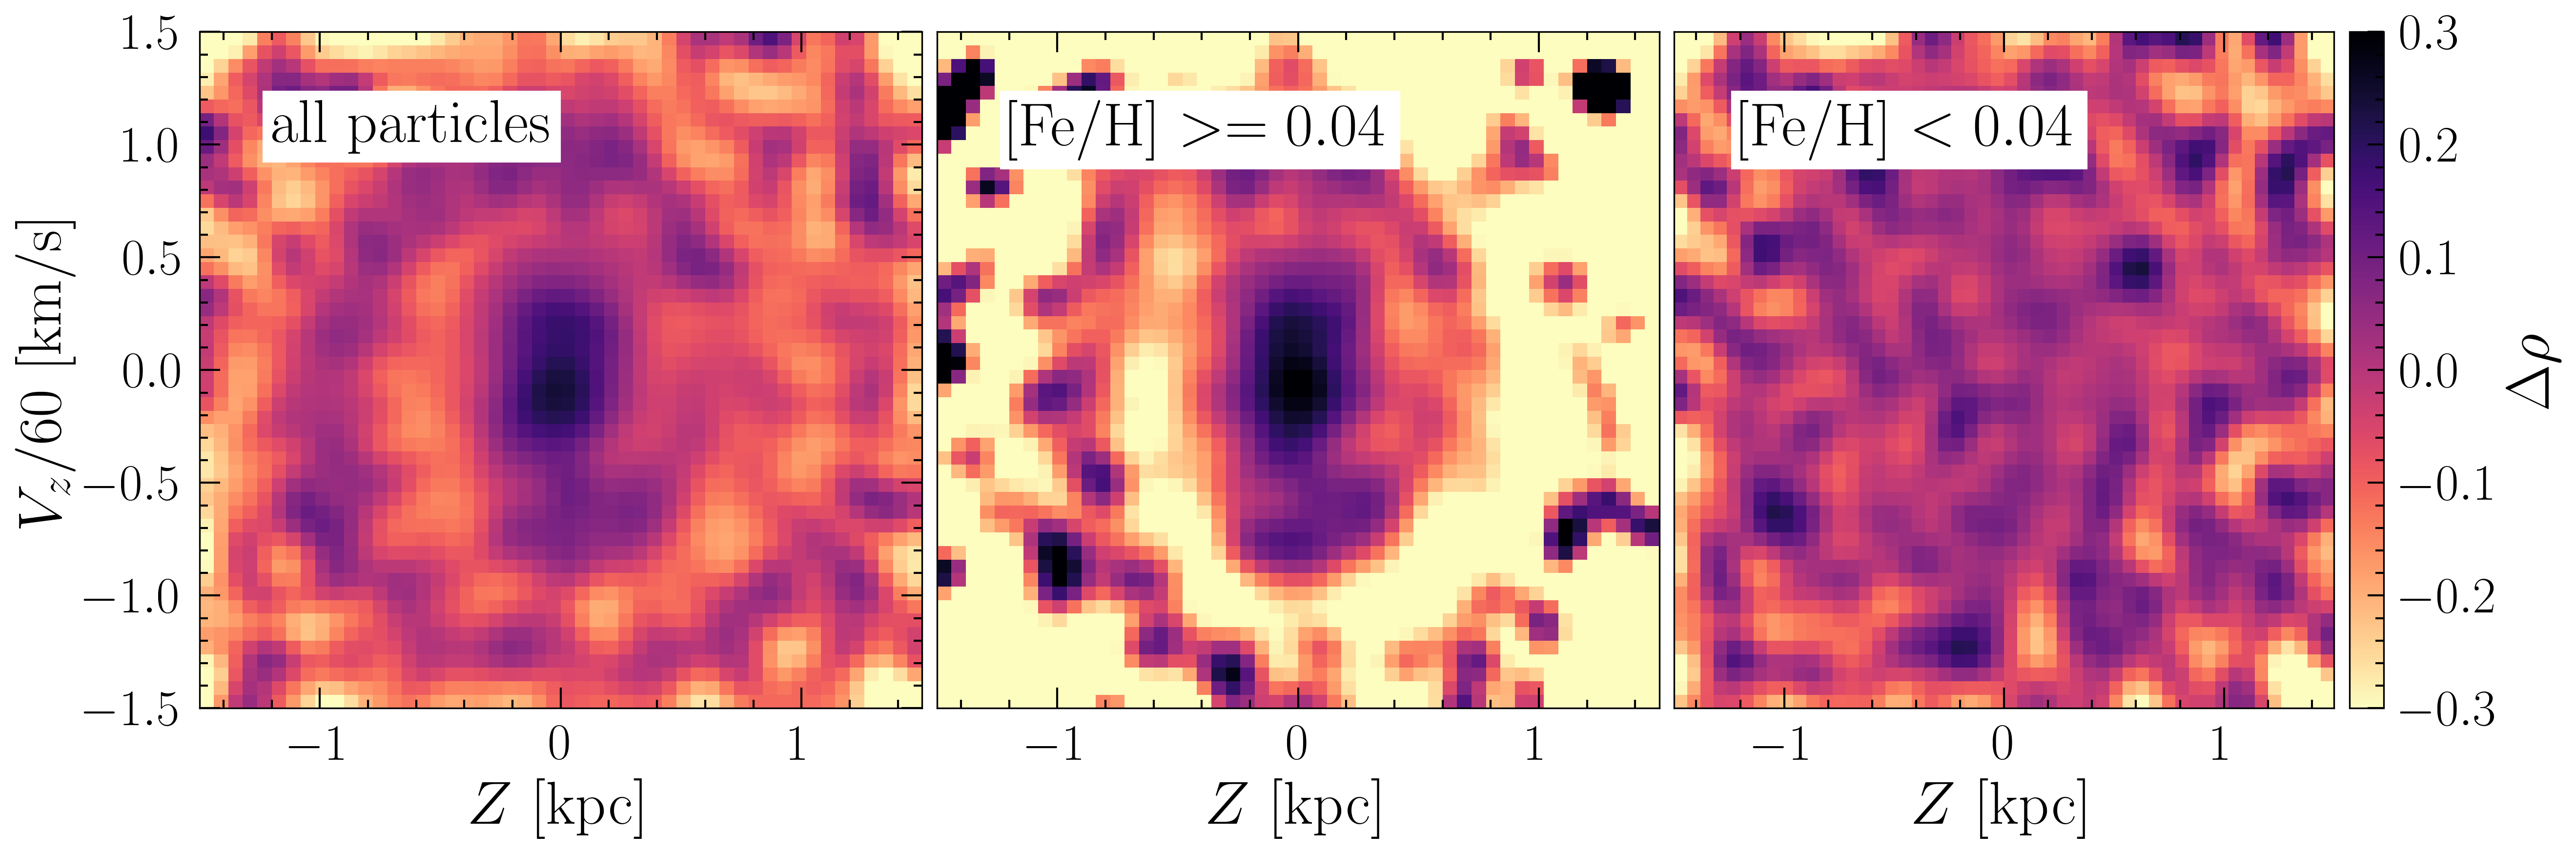 all particles
[Fe/H] >= 0.04
[Fe/H] < 0.04
V_z/60 [km/s]
1.5
1.0
0.5
0.0
−0.5
−1.0
−1.5
−1 0 1
−1 0 1
−1 0 1
Z [kpc]
Z [kpc]
Z [kpc]
0.3
0.2
0.1
0.0
−0.1
−0.2
−0.3
Δρ